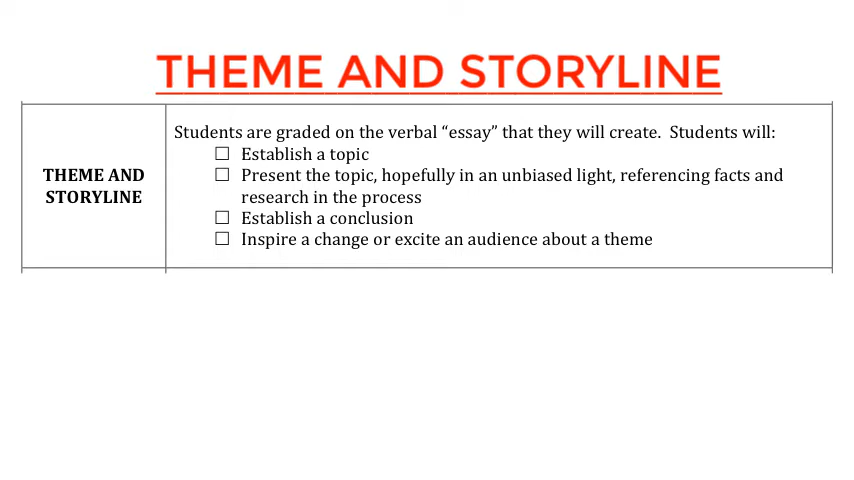 THEME AND STORYLINE
THEME AND
STORYLINE
Students are graded on the verbal “essay” that they will create.  Students will:
☐ Establish a topic
☐ Present the topic, hopefully in an unbiased light, referencing facts and
research in the process
☐ Establish a conclusion
☐ Inspire a change or excite an audience about a theme